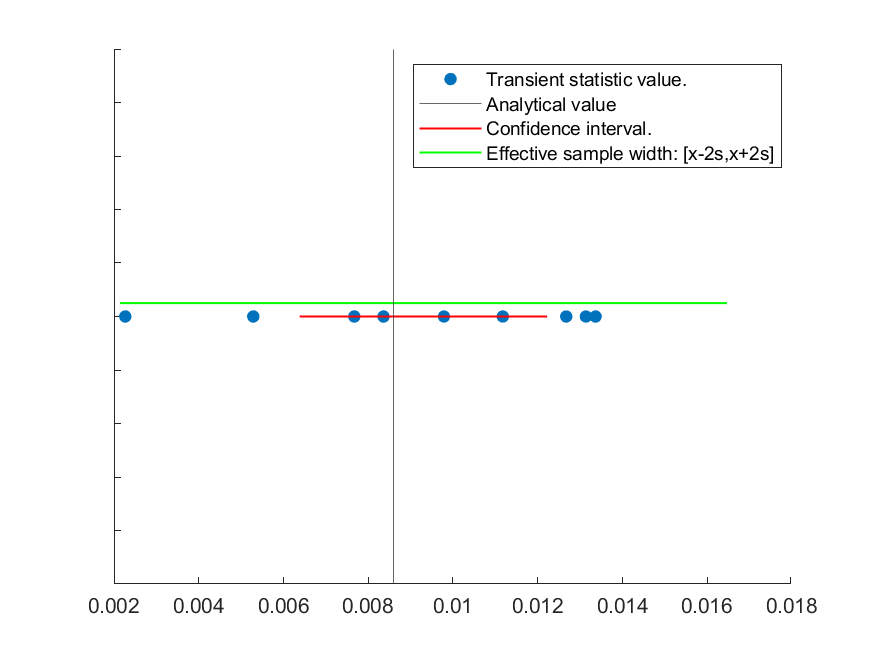 Transient statistic value.
Analytical value
Confidence interval.
Effective sample width: [x-2s,x+2s]
0.002 0.004 0.006 0.008 0.01 0.012 0.014 0.016 0.018